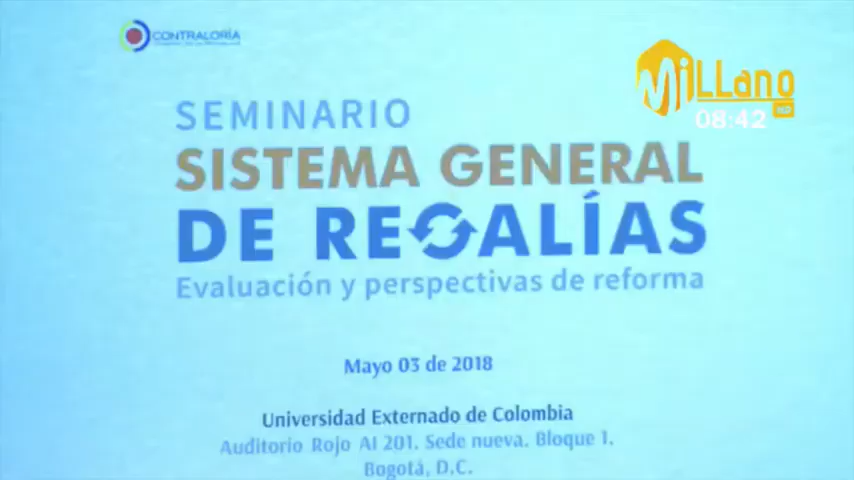 CONTRALORÍA
MiLLano
HD
08:42
SEMINARIO
SISTEMA GENERAL
DE REGALÍAS
Evaluación y perspectivas de reforma
Mayo 03 de 2018
Universidad Externado de Colombia
Auditorio Rojo AI 201. Sede nueva. Bloque 1.
Bogotá, D.C.